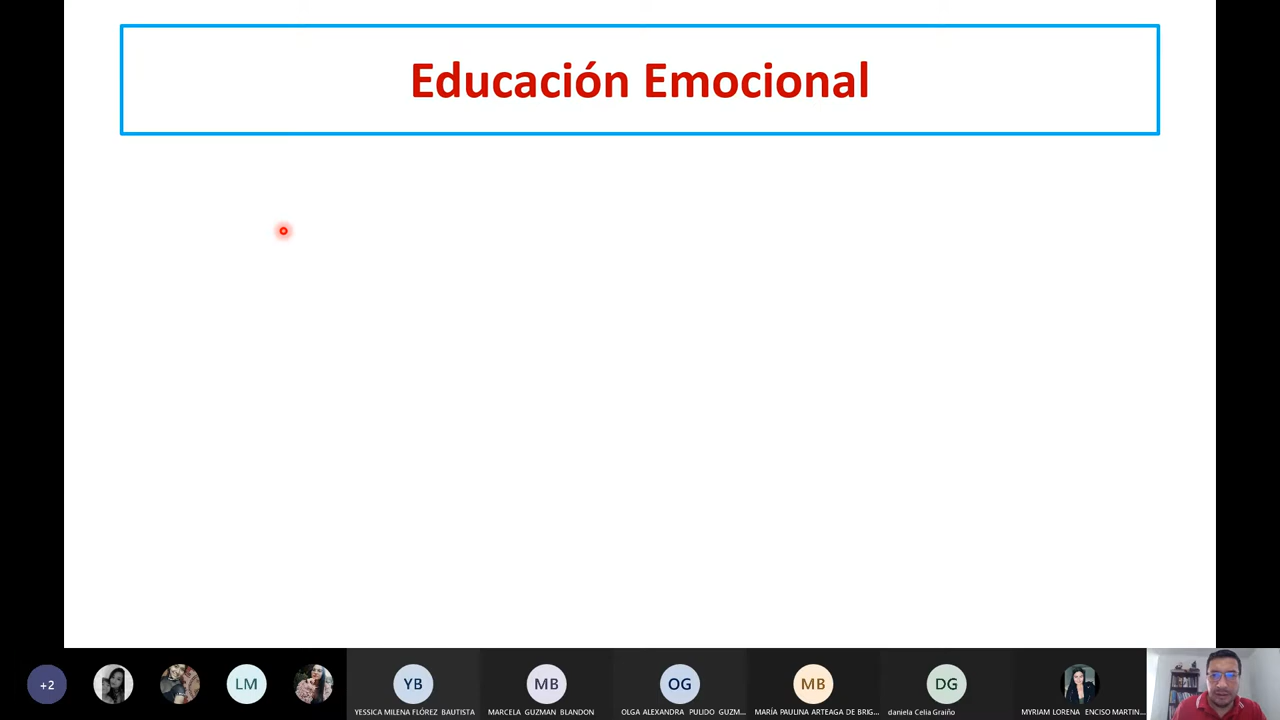 Educación Emocional
+2
LM
YB
MB
OG
MB
DG
YESSICA MILENA FLÓREZ BAUTISTA
MARCELA GUZMAN BLANDON
OLGA ALEXANDRA PULIDO GUZM...
MARÍA PAULINA ARTEAGA DE BRIG...
daniela Celia Graiño
MYRIAM LORENA ENCISO MARTIN...